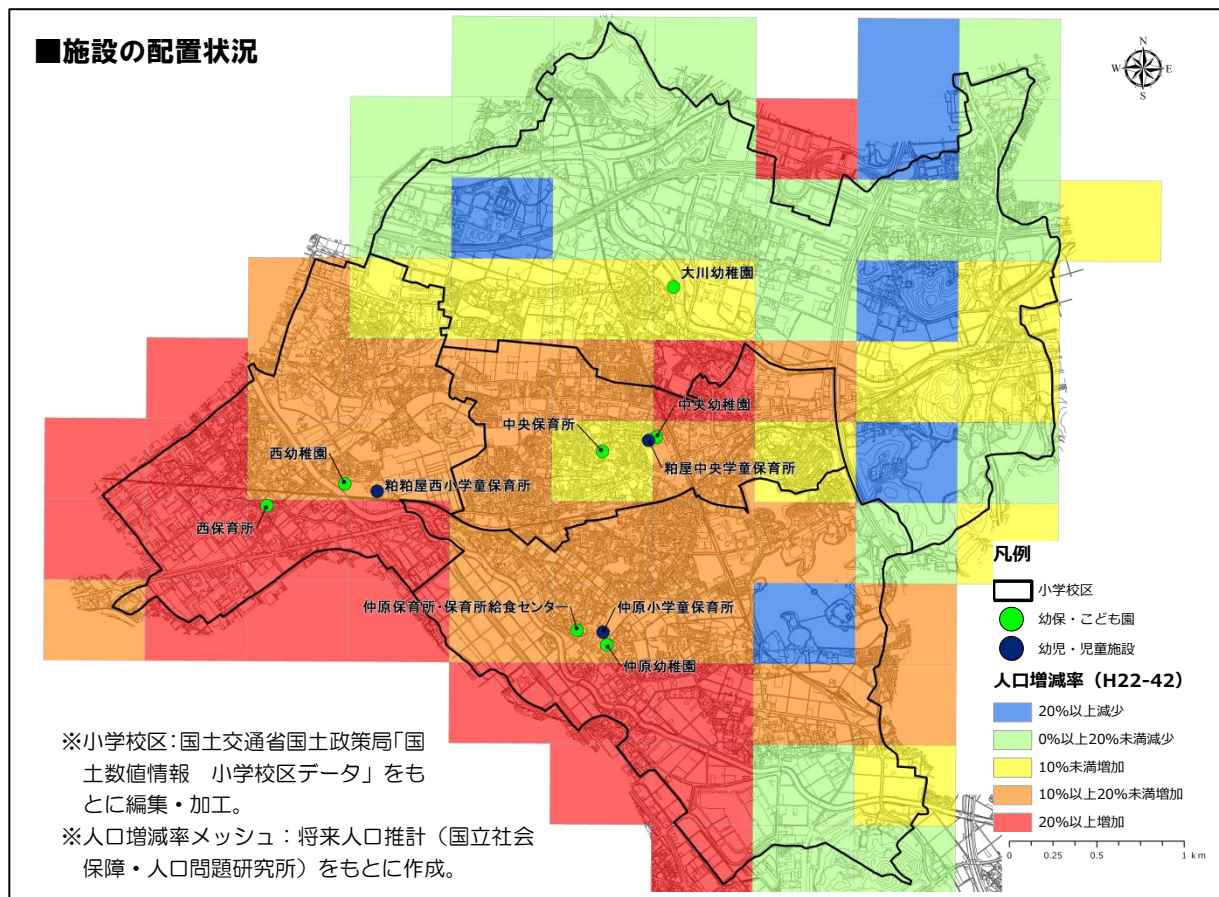 ■施設の配置状況
N
W
E
S
大川幼稚園
中央幼稚園
中央保育所
粕屋中央学童保育所
西幼稚園
粕粕屋西小学童保育所
西保育所
仲原保育所・保育所給食センター
仲原小学童保育所
仲原幼稚園
凡例
小学校区
幼保・こども園
幼児・児童施設
人口増減率（H22-42）
20%以上減少
0%以上20%未満減少
10%未満増加
10%以上20%未満増加
20%以上増加
0 0.25 0.5 1 km
※小学校区：国土交通省国土政策局「国
土数値情報　小学校区データ」をも
とに編集・加工。
※人口増減率メッシュ：将来人口推計（国立社会
保障・人口問題研究所）をもとに作成。